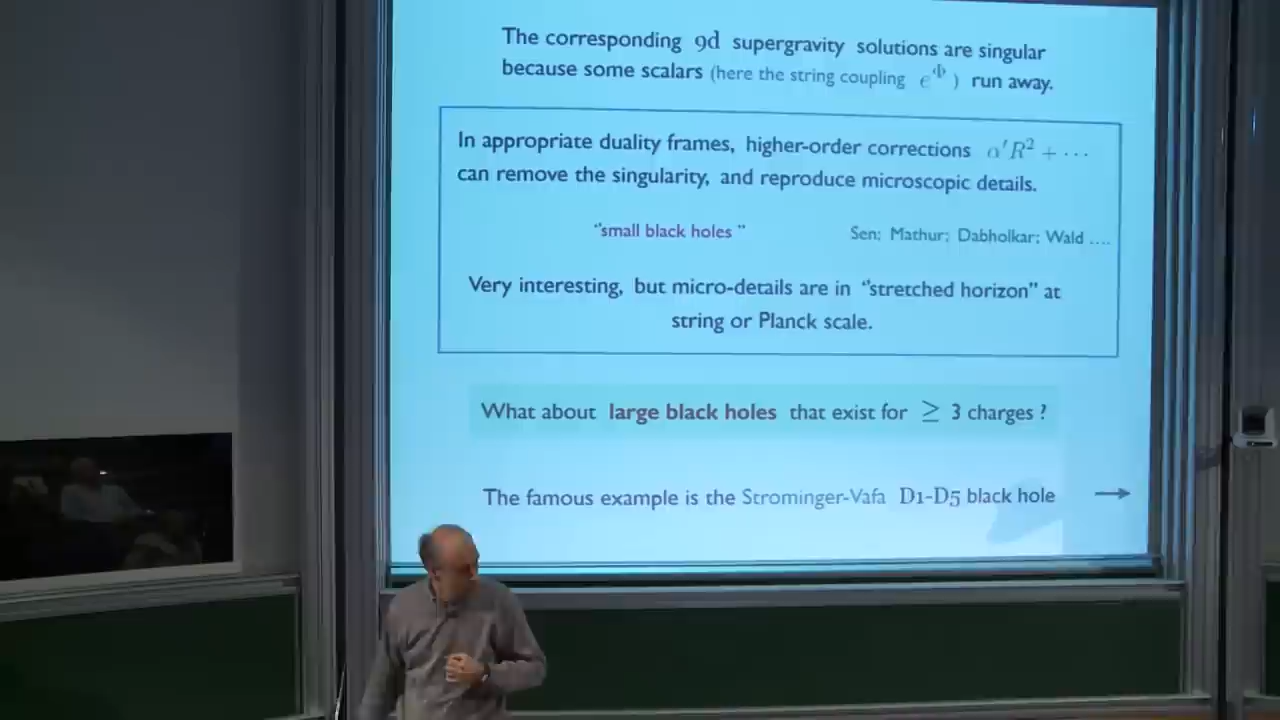 The corresponding 9d supergravity solutions are singular
because some scalars (here the string coupling e^Φ ) run away.
In appropriate duality frames, higher-order corrections α′R² + ···
can remove the singularity, and reproduce microscopic details.
"small black holes " Sen; Mathur; Dabholkar; Wald ....
Very interesting, but micro-details are in "stretched horizon" at
string or Planck scale.
What about large black holes that exist for ≥ 3 charges ?
The famous example is the Strominger-Vafa D1-D5 black hole →